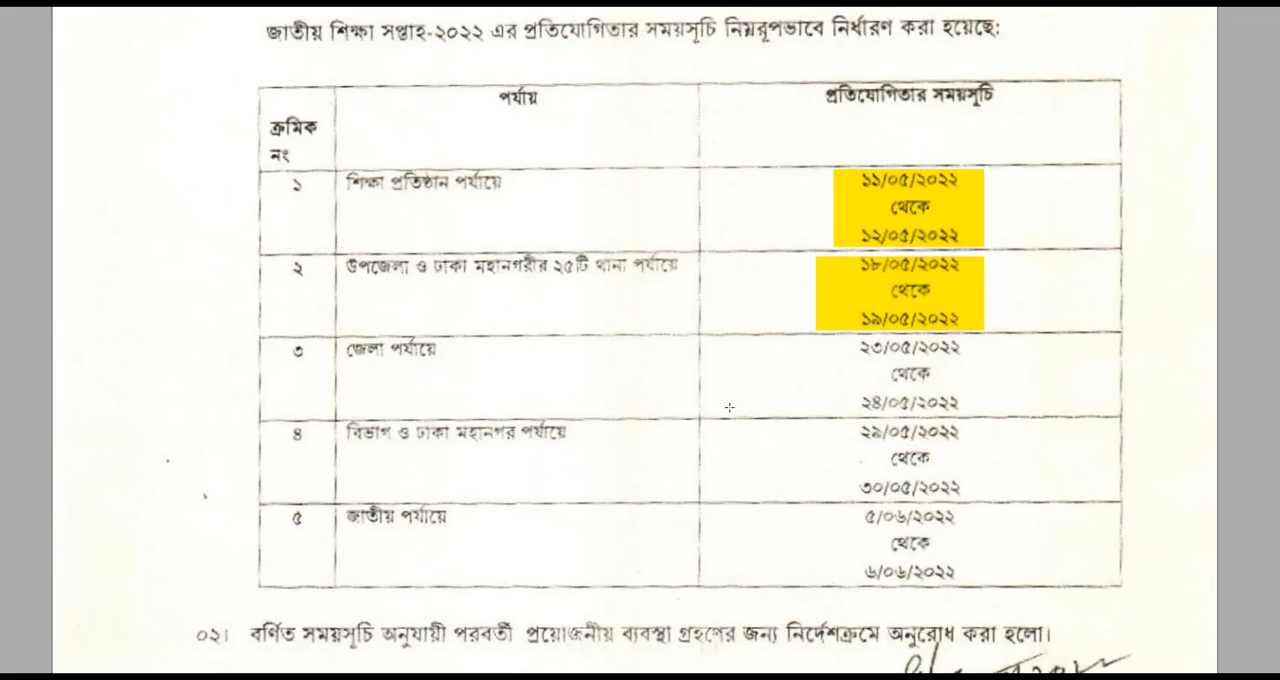 জাতীয় শিক্ষা সপ্তাহ-২০২২ এর প্রতিযোগিতার সময়সূচি নিম্নরূপভাবে নির্ধারণ করা হয়েছে:
ক্রমিক নং পর্যায় প্রতিযোগিতার সময়সূচি
১ শিক্ষা প্রতিষ্ঠান পর্যায়ে ১১/০৫/২০২২
থেকে
১২/০৫/২০২২
২ উপজেলা ও ঢাকা মহানগরীর ২৫টি থানা পর্যায়ে ১৮/০৫/২০২২
থেকে
১৯/০৫/২০২২
৩ জেলা পর্যায়ে ২৩/০৫/২০২২
থেকে
২৪/০৫/২০২২
৪ বিভাগ ও ঢাকা মহানগর পর্যায়ে ২৯/০৫/২০২২
থেকে
৩০/০৫/২০২২
৫ জাতীয় পর্যায়ে ৫/০৬/২০২২
থেকে
৬/০৬/২০২২
০২। বর্ণিত সময়সূচি অনুযায়ী পরবর্তী প্রয়োজনীয় ব্যবস্থা গ্রহণের জন্য নির্দেশক্রমে অনুরোধ করা হলো।